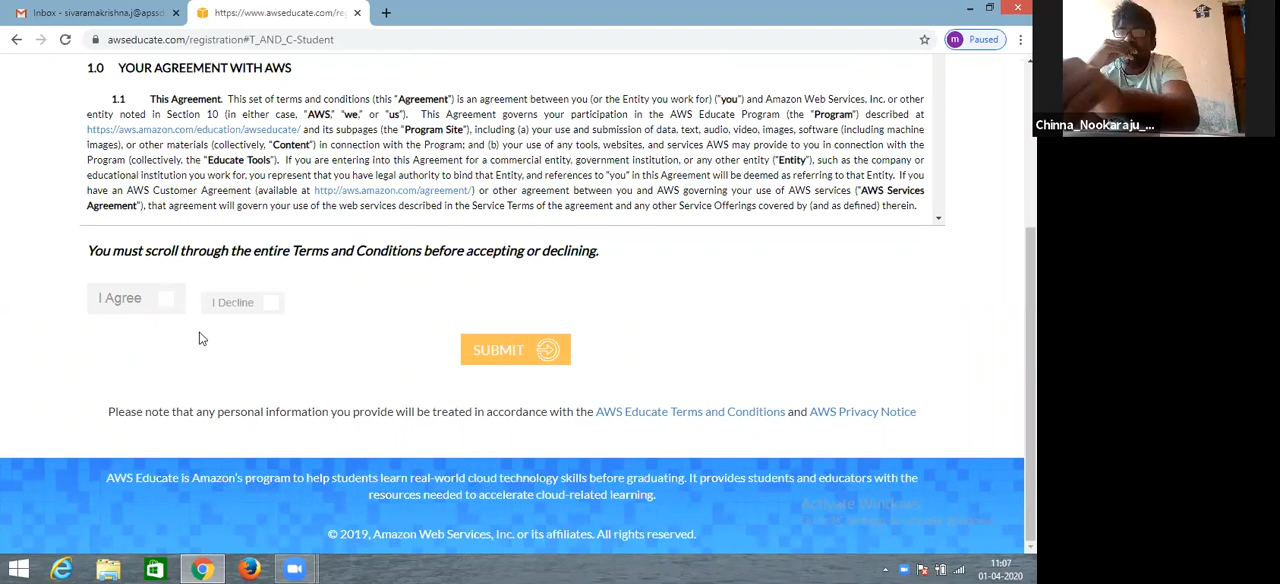 Inbox - sivaramakrishna.j@apssd
https://www.awseducate.com/re
awseducate.com/registration#T_AND_C-Student
Paused
1.0 YOUR AGREEMENT WITH AWS
1.1 This Agreement. This set of terms and conditions (this "Agreement") is an agreement between you (or the Entity you work for) ("you") and Amazon Web Services, Inc. or other
entity noted in Section 10 (in either case, "AWS," "we," or "us"). This Agreement governs your participation in the AWS Educate Program (the "Program") described at
https://aws.amazon.com/education/awseducate/ and its subpages (the "Program Site"), including (a) your use and submission of data, text, audio, video, images, software (including machine
images), or other materials (collectively, "Content") in connection with the Program; and (b) your use of any tools, websites, and services AWS may provide to you in connection with the
Program (collectively, the "Educate Tools"). If you are entering into this Agreement for a commercial entity, government institution, or any other entity ("Entity"), such as the company or
educational institution you work for, you represent that you have legal authority to bind that Entity, and references to "you" in this Agreement will be deemed as referring to that Entity. If you
have an AWS Customer Agreement (available at http://aws.amazon.com/agreement/) or other agreement between you and AWS governing your use of AWS services ("AWS Services
Agreement"), that agreement will govern your use of the web services described in the Service Terms of the agreement and any other Service Offerings covered by (and as defined) therein.
You must scroll through the entire Terms and Conditions before accepting or declining.
I Agree
I Decline
SUBMIT
Please note that any personal information you provide will be treated in accordance with the AWS Educate Terms and Conditions and AWS Privacy Notice
AWS Educate is Amazon's program to help students learn real-world cloud technology skills before graduating. It provides students and educators with the
resources needed to accelerate cloud-related learning.
Activate Windows
© 2019, Amazon Web Services, Inc. or its affiliates. All rights reserved.
11:07
01-04-2020
Chinna_Nookaraju_...